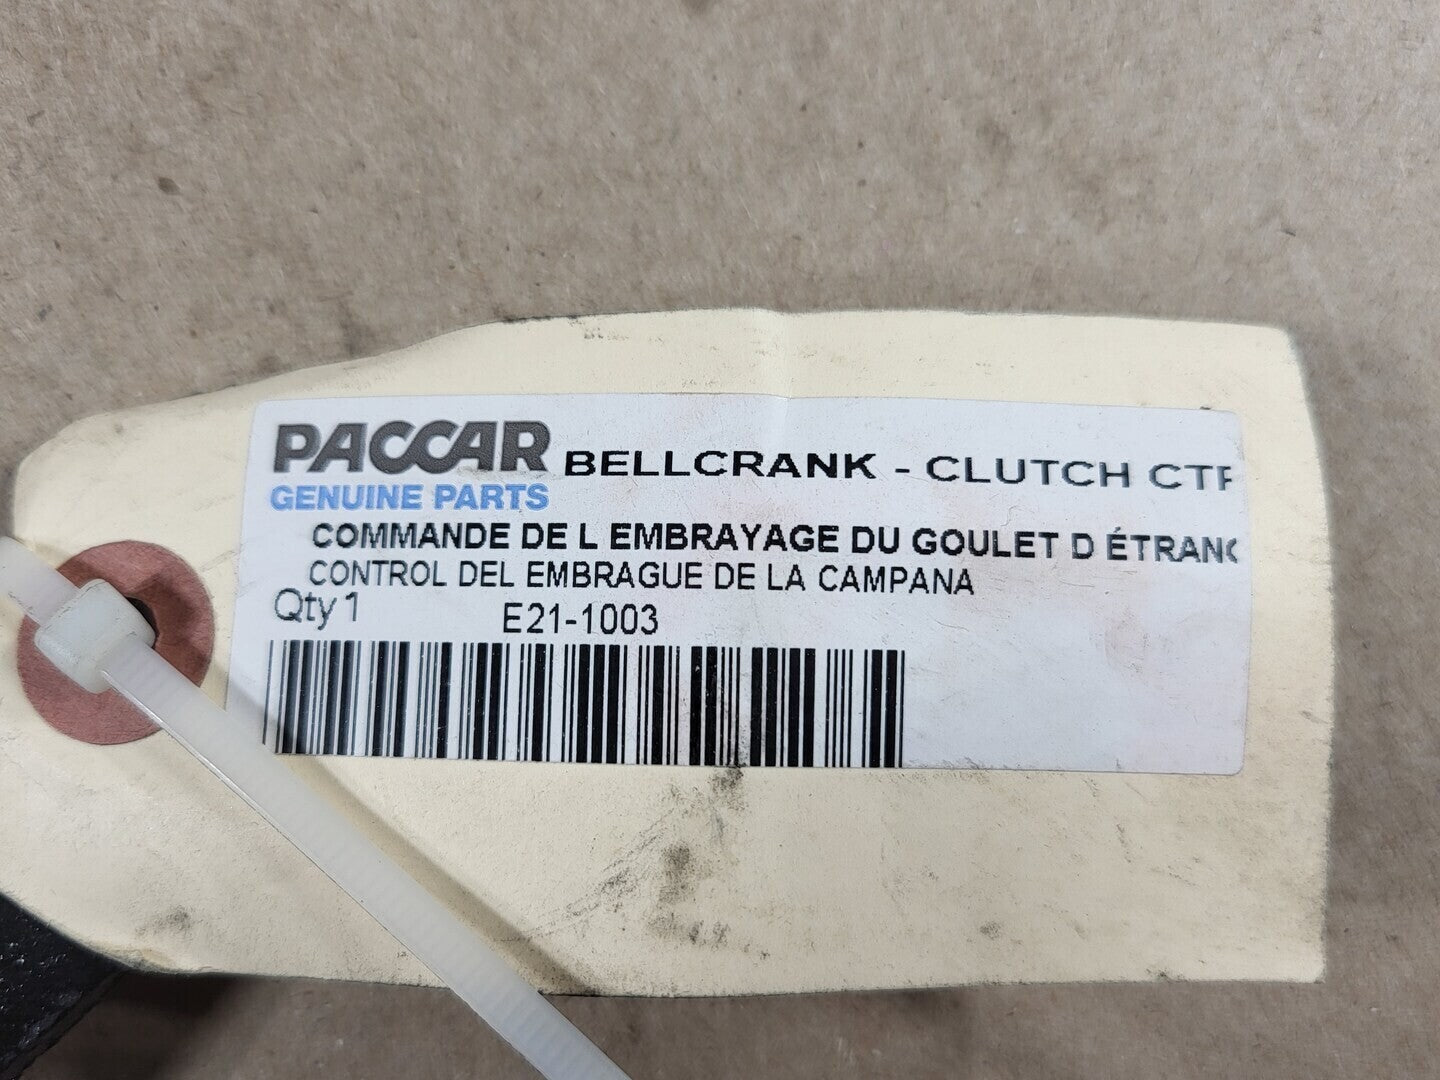 PACCAR BELLCRANK - CLUTCH CTR
GENUINE PARTS
COMMANDE DE L EMBRAYAGE DU GOULET D ÉTRANG
CONTROL DEL EMBRAGUE DE LA CAMPANA
Qty 1 E21-1003